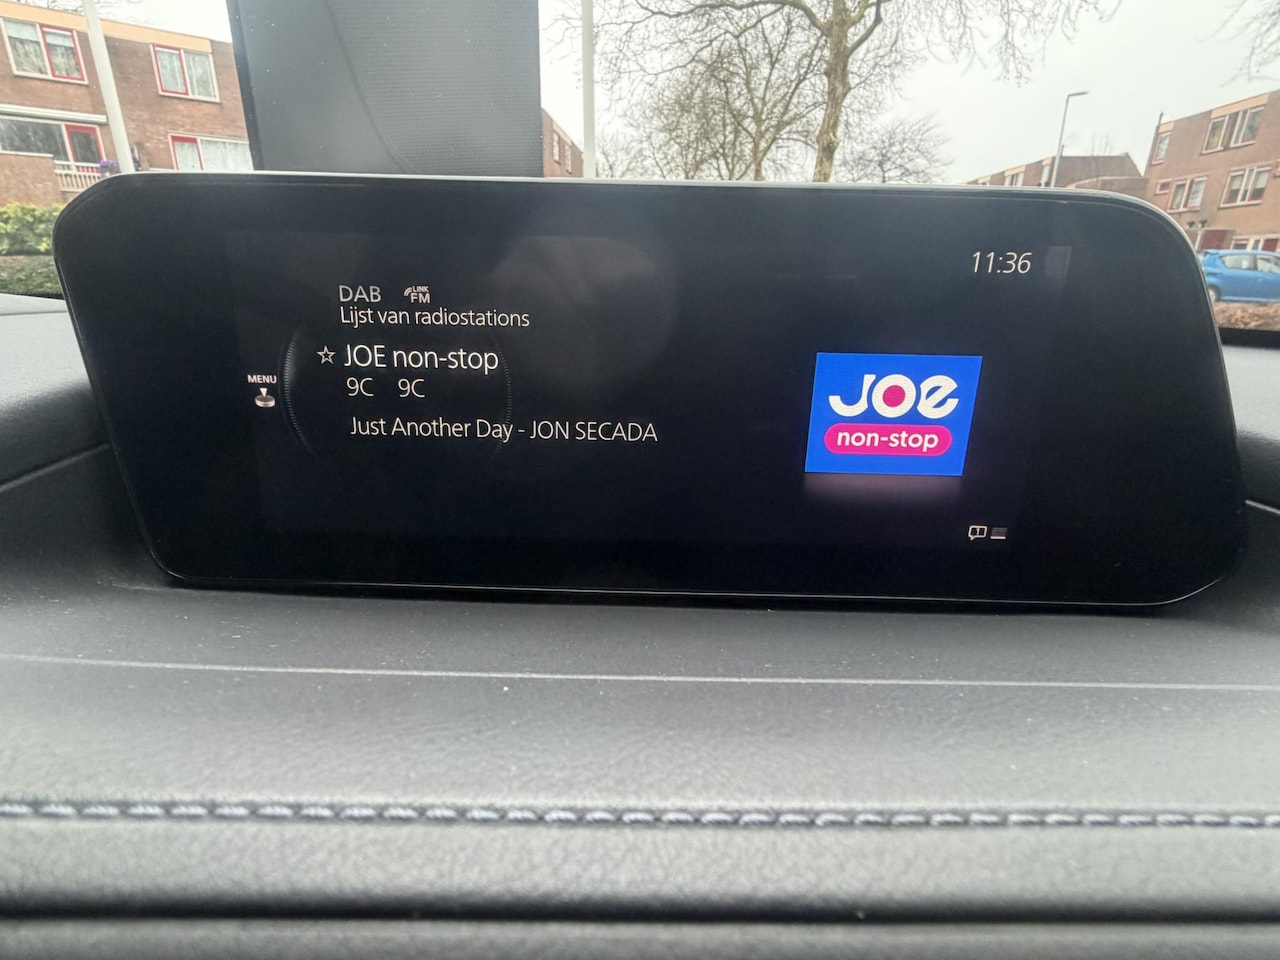 11:36
DAB LINK FM
Lijst van radiostations
☆ JOE non-stop
MENU
9C 9C
Just Another Day - JON SECADA
JOe
non-stop
1